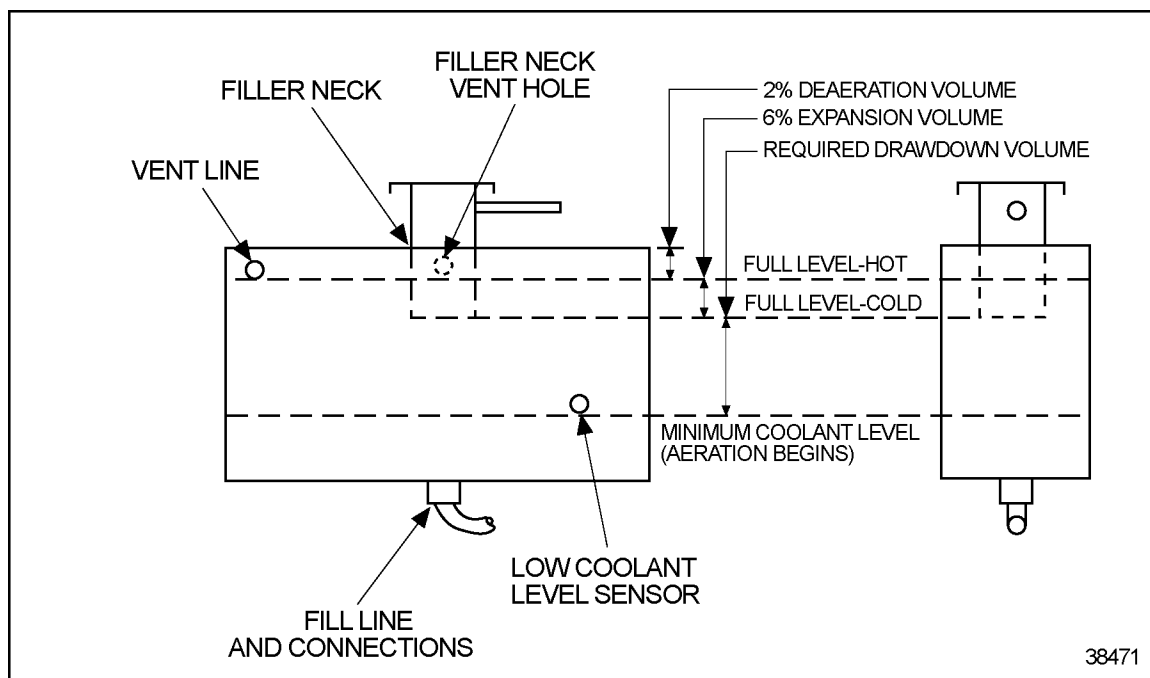 FILLER NECK
VENT HOLE
FILLER NECK
VENT LINE
2% DEAERATION VOLUME
6% EXPANSION VOLUME
REQUIRED DRAWDOWN VOLUME
FULL LEVEL-HOT
FULL LEVEL-COLD
MINIMUM COOLANT LEVEL
(AERATION BEGINS)
LOW COOLANT
LEVEL SENSOR
FILL LINE
AND CONNECTIONS
38471